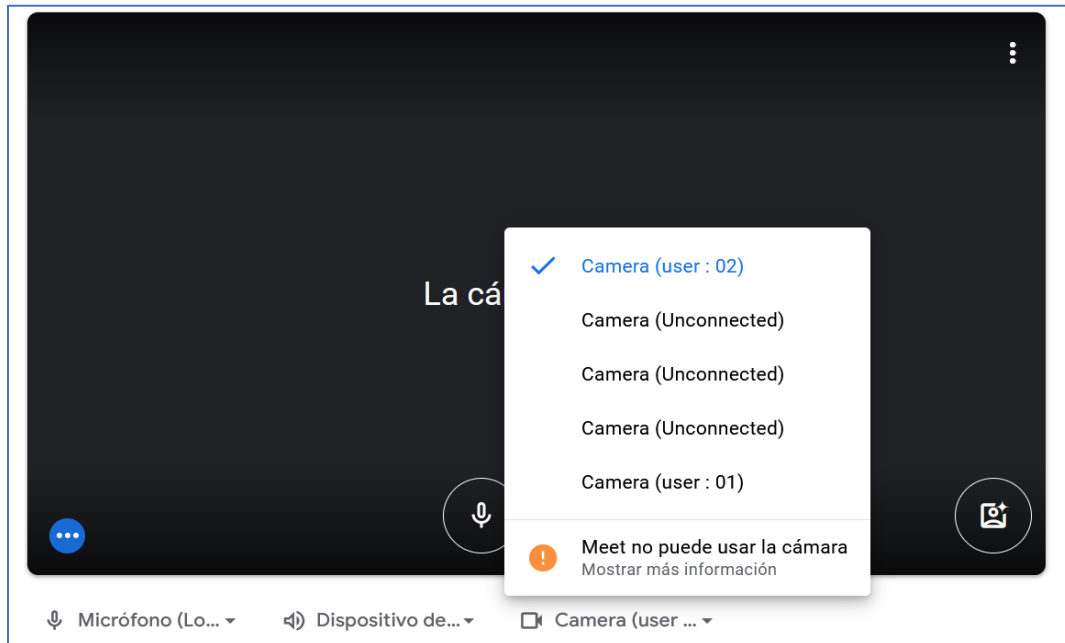 La cá
Camera (user : 02)
Camera (Unconnected)
Camera (Unconnected)
Camera (Unconnected)
Camera (user : 01)
Meet no puede usar la cámara
Mostrar más información
Micrófono (Lo...
Dispositivo de...
Camera (user ...